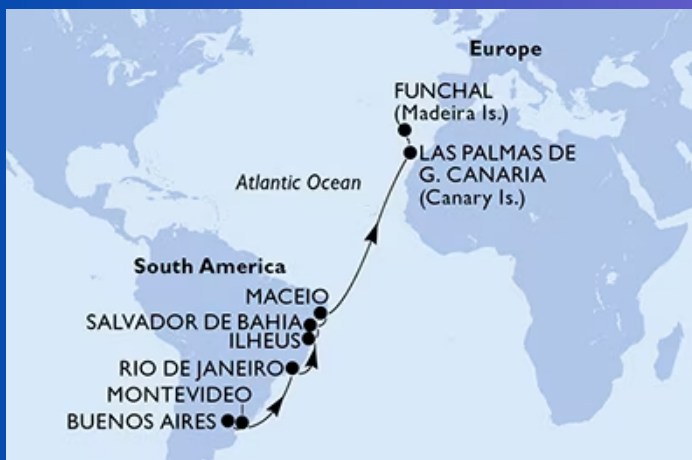 Europe
FUNCHAL
(Madeira Is.)
LAS PALMAS DE
G. CANARIA
(Canary Is.)
Atlantic Ocean
South America
MACEIO
SALVADOR DE BAHIA
ILHEUS
RIO DE JANEIRO
MONTEVIDEO
BUENOS AIRES